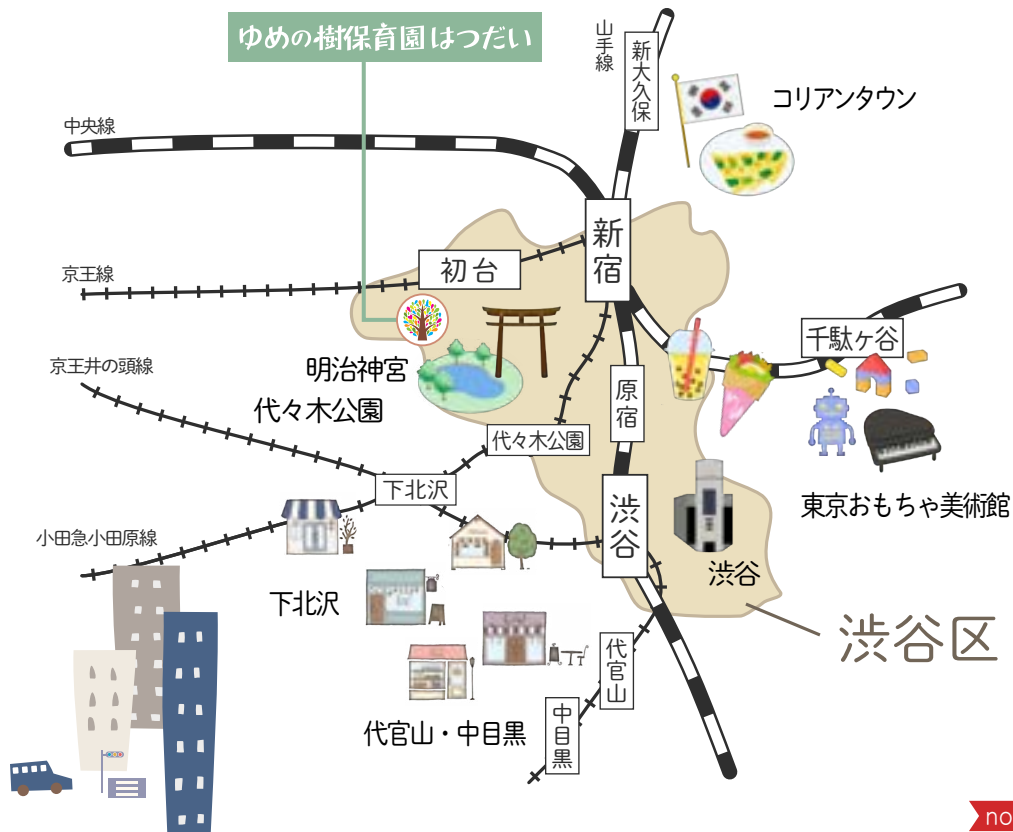 ゆめの樹保育園はつだい
山手線
新大久保
コリアンタウン
中央線
新宿
京王線
初台
千駄ヶ谷
京王井の頭線
明治神宮
代々木公園
原宿
代々木公園
下北沢
東京おもちゃ美術館
小田急小田原線
渋谷
渋谷
下北沢
渋谷区
代官山
代官山・中目黒
中目黒
no